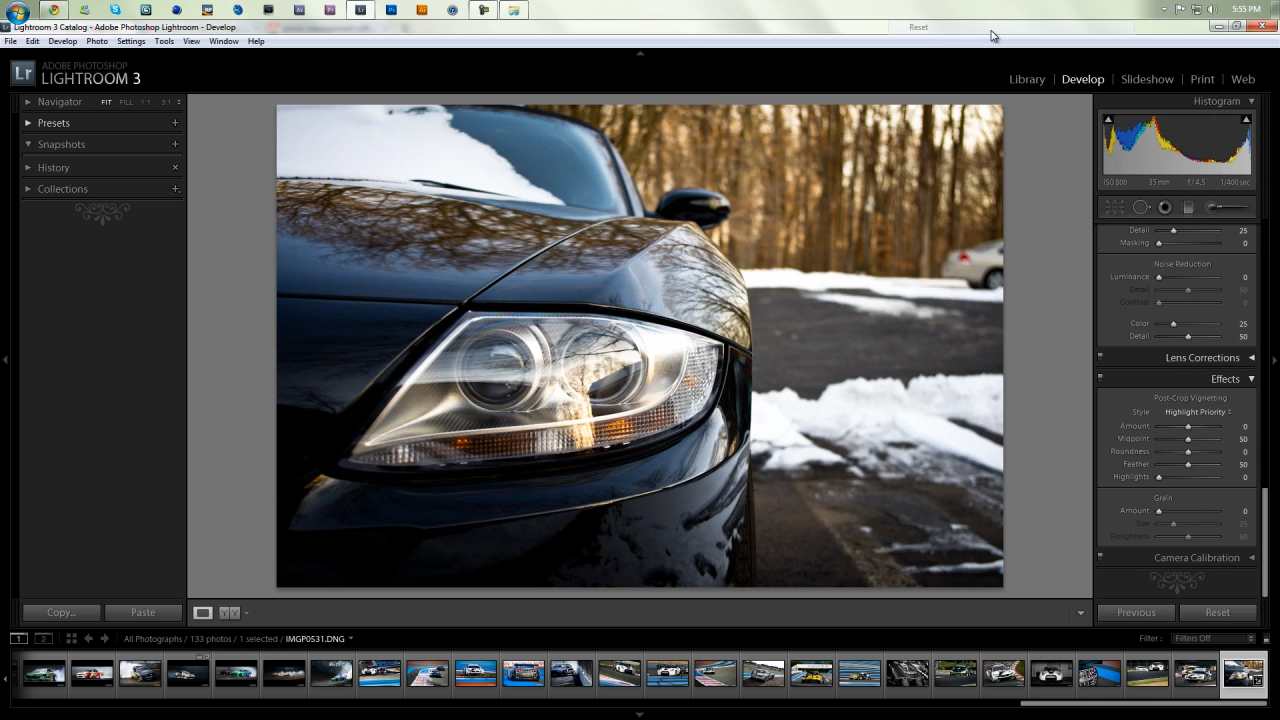 5:55 PM
Lightroom 3 Catalog - Adobe Photoshop Lightroom - Develop
Reset
File Edit Develop Photo Settings Tools View Window Help
Lr ADOBE PHOTOSHOP
LIGHTROOM 3
Library | Develop | Slideshow | Print | Web
Navigator FIT FILL 1:1 3:1
Presets
Snapshots
History
Collections
Copy...
Paste
Histogram
ISO 800 35 mm f / 4.5 1/400 sec
Detail 25
Masking 0
Noise Reduction
Luminance 0
Detail 50
Contrast 0
Color 25
Detail 50
Lens Corrections
Effects
Post-Crop Vignetting
Style Highlight Priority
Amount 0
Midpoint 50
Roundness 0
Feather 50
Highlights 0
Grain
Amount 0
Size 25
Roughness 50
Camera Calibration
Previous
Reset
YY
1 2 All Photographs / 133 photos / 1 selected / IMGP0531.DNG
Filter : Filters Off